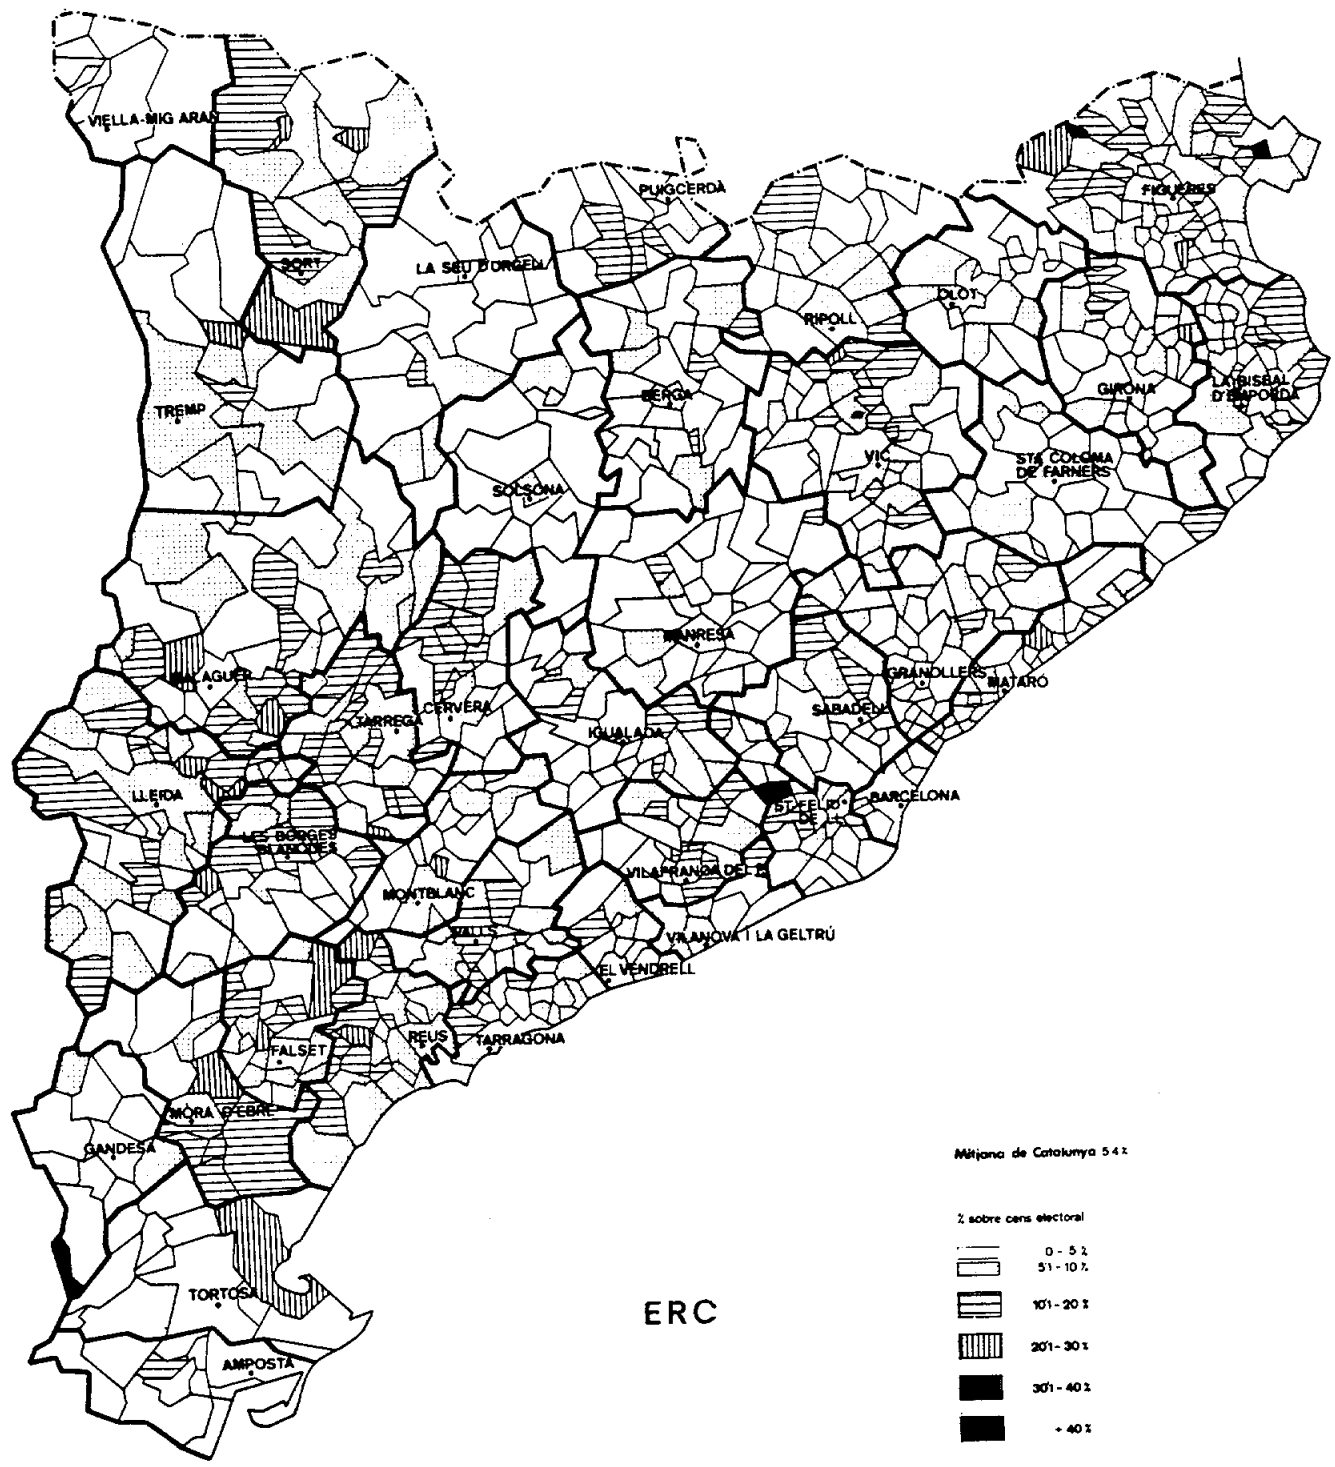 VIELLA-MIG ARAN
PUIGCERDÀ
FIGUERES
SORT
LA SEU D'URGELL
OLOT
RIPOLL
TREMP
BERGA
GIRONA
LA BISBAL
D'EMPORDÀ
VIC
STA COLOMA
DE FARNERS
SOLSONA
MANRESA
BALAGUER
GRANOLLERS
MATARÓ
CERVERA
TÀRREGA
SABADELL
IGUALADA
LLEIDA
ST FELIU
DE LL
BARCELONA
LES BORGES
BLANQUES
VILAFRANCA DEL P
MONTBLANC
VALLS
VILANOVA I LA GELTRÚ
EL VENDRELL
REUS
TARRAGONA
FALSET
MORA D'EBRE
GANDESA
TORTOSA
AMPOSTA
ERC
Mitjana de Catalunya 5'4%
% sobre cens electoral
0 - 5 %
5'1 - 10 %
10'1 - 20 %
20'1 - 30 %
30'1 - 40 %
+ 40 %